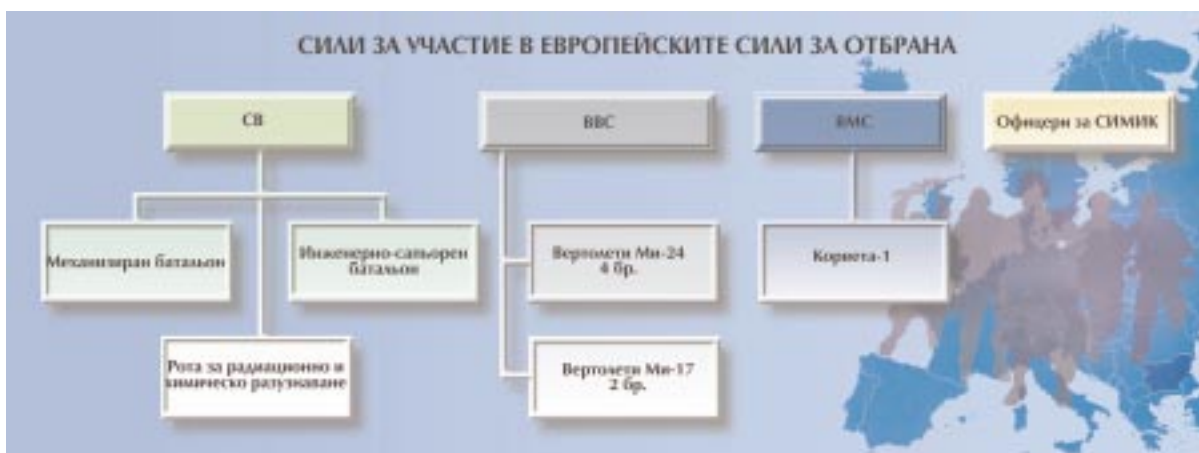 СИЛИ ЗА УЧАСТИЕ В ЕВРОПЕЙСКИТЕ СИЛИ ЗА ОТБРАНА
СВ
ВВС
ВМС
Офицери за СИМИК
Механизиран батальон
Инженерно-сапьорен
батальон
Вертолети Ми-24
4 бр.
Корвета-1
Рота за радиационно и
химическо разузнаване
Вертолети Ми-17
2 бр.